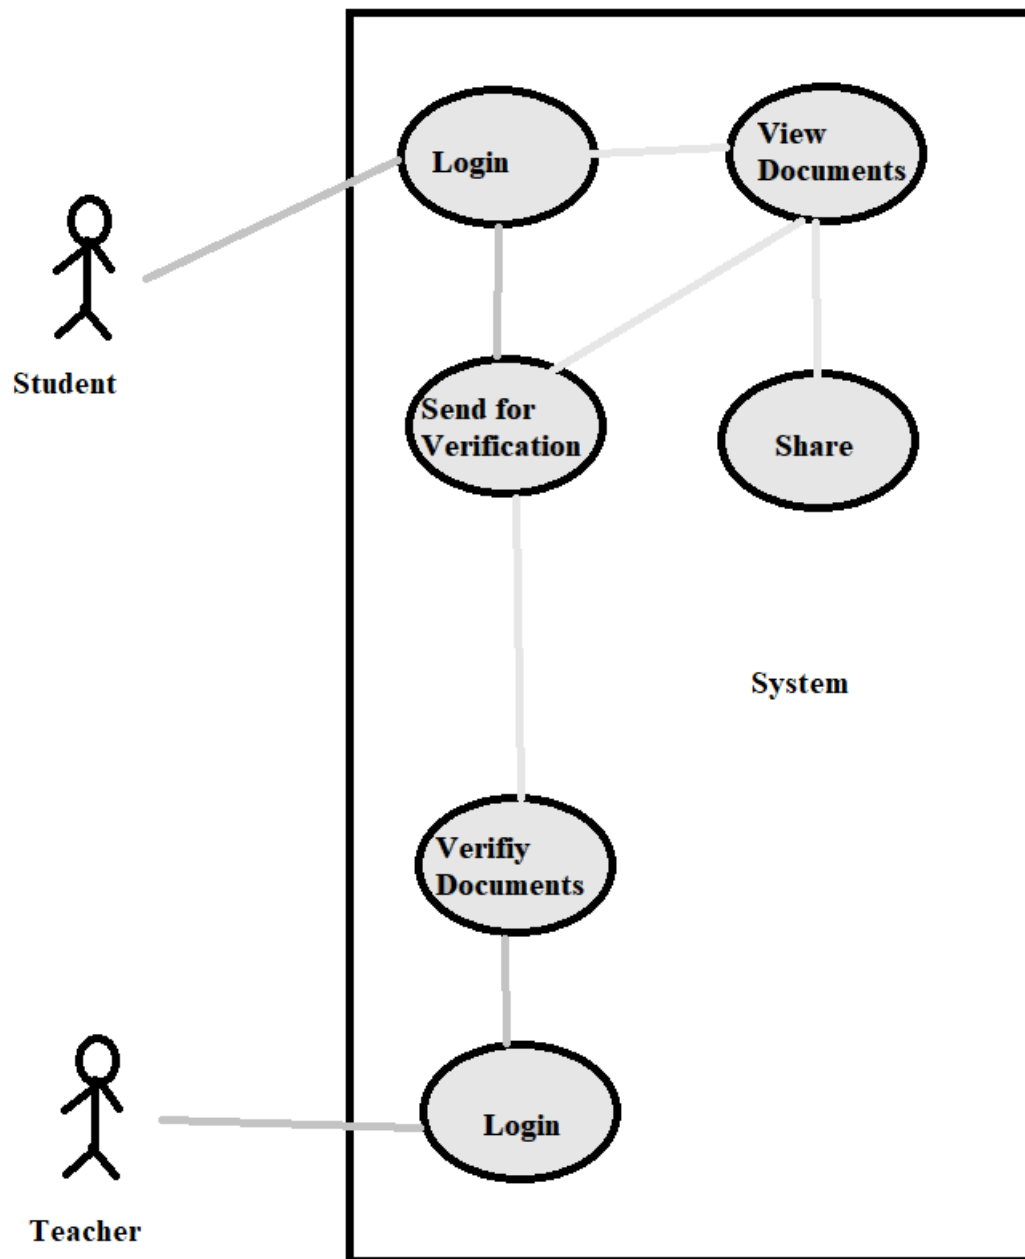 Login
View
Documents
Student
Send for
Verification
Share
System
Verifiy
Documents
Login
Teacher